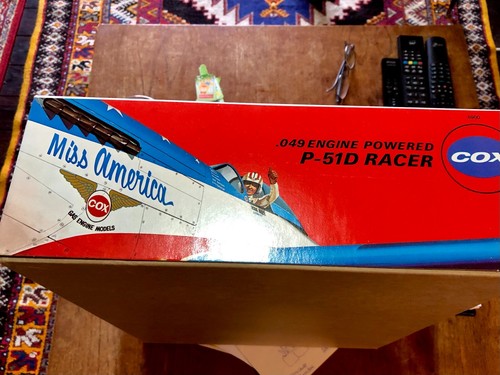 Miss America
COX
GAS ENGINE MODELS
.049 ENGINE POWERED
P-51D RACER
COX